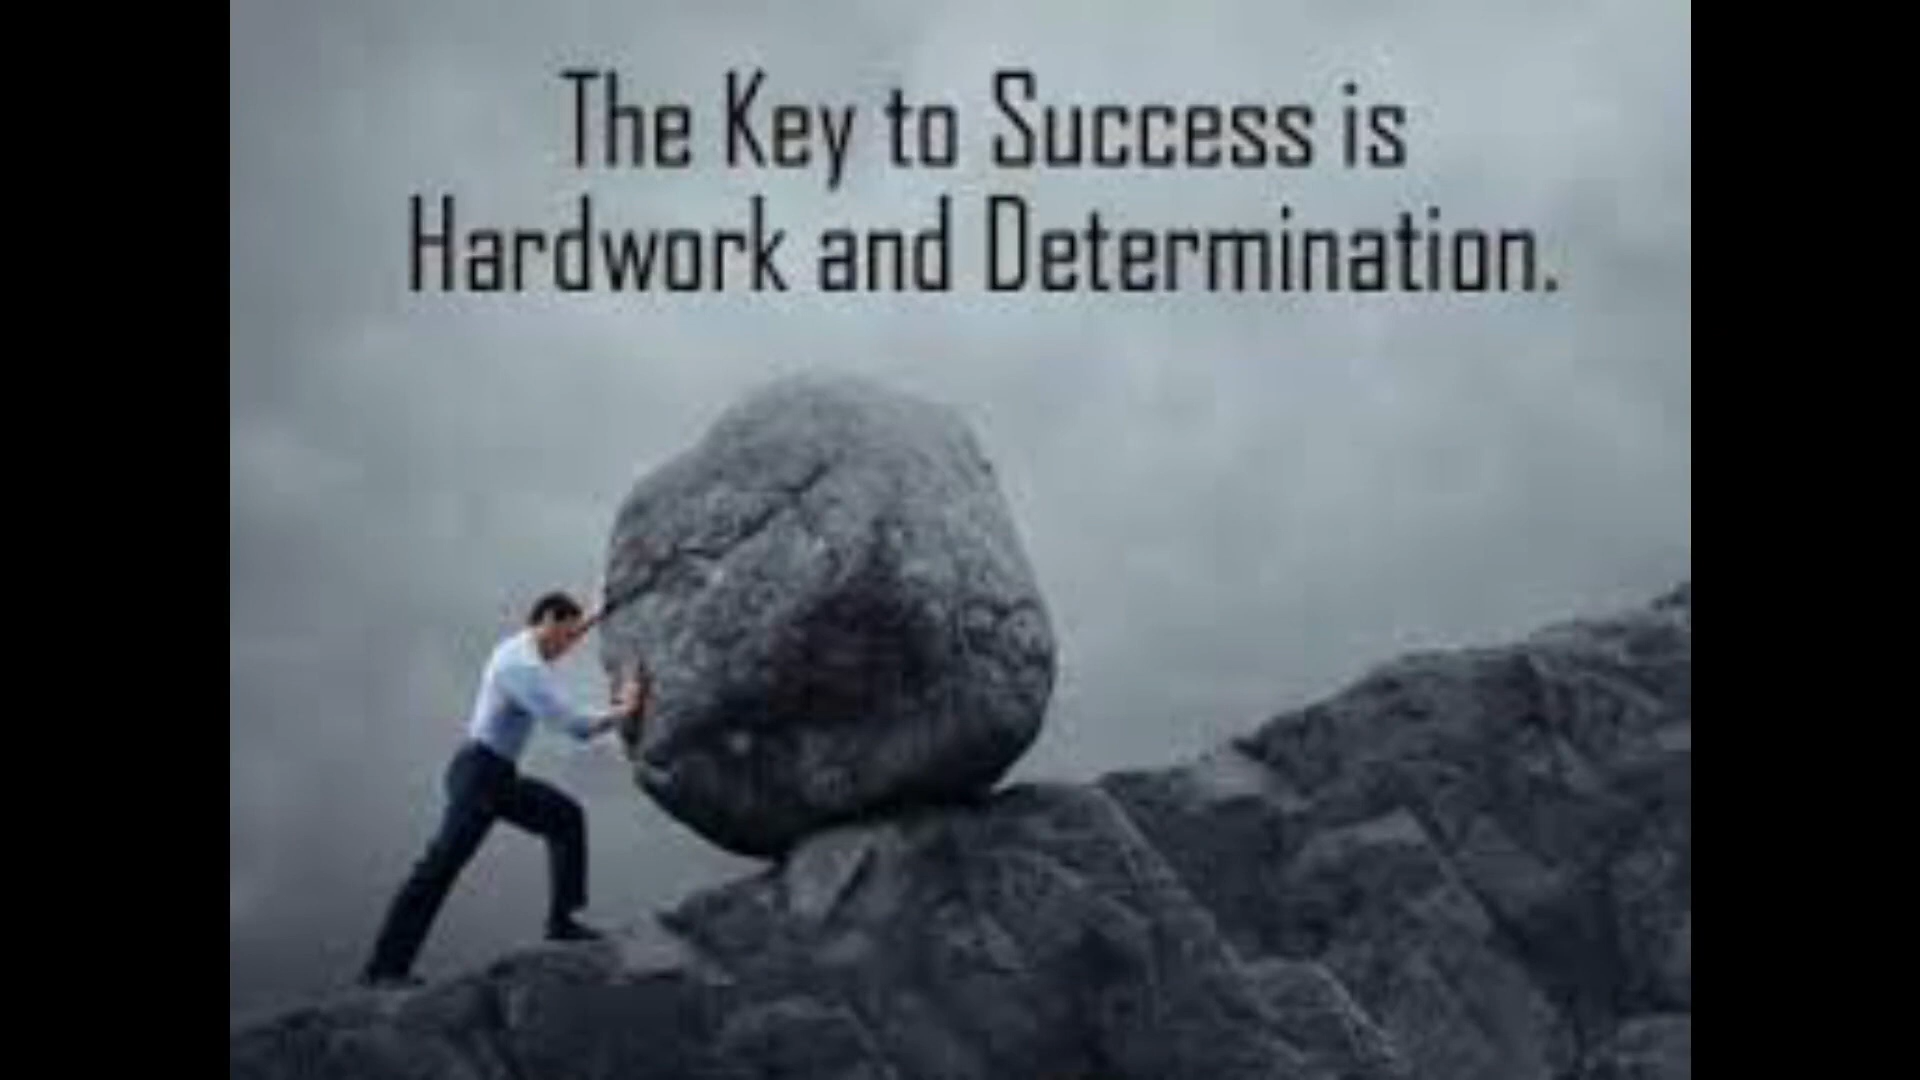 The Key to Success is
Hardwork and Determination.